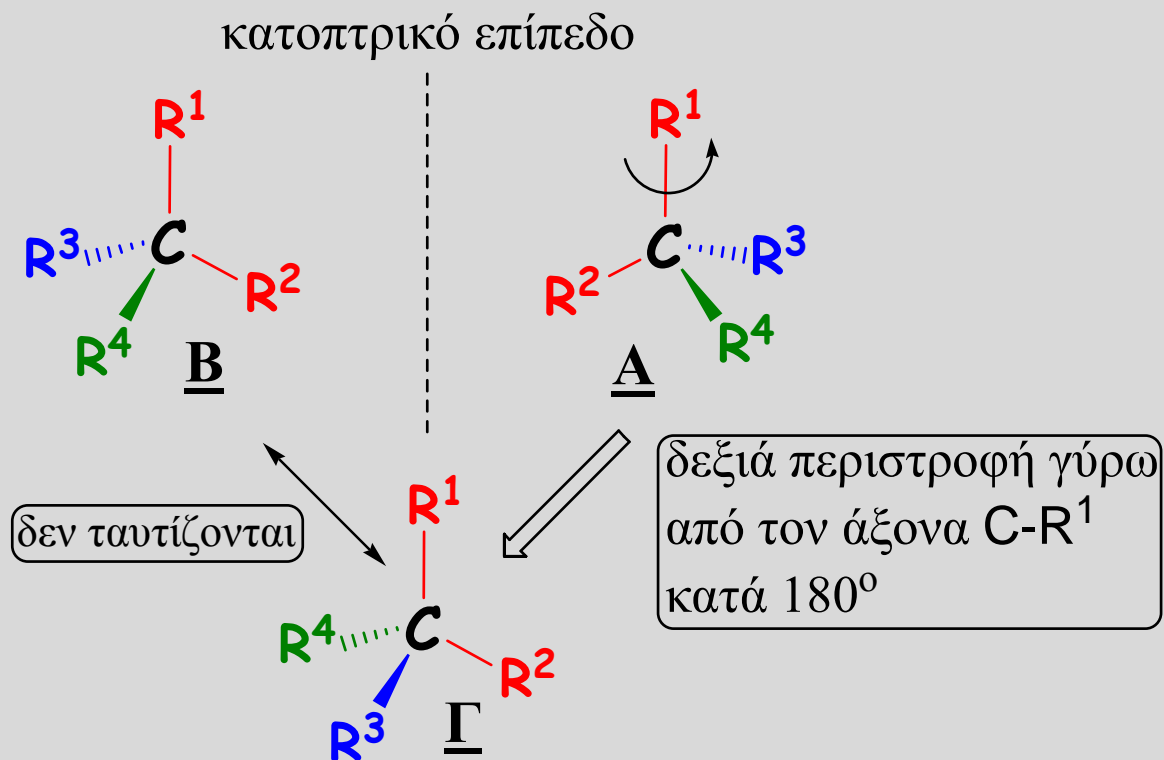 κατοπτρικό επίπεδο
R¹
R³ C R²
R⁴
B
R¹
R² C R³
R⁴
A
δεν ταυτίζονται
R¹
R⁴ C R²
R³
Γ
δεξιά περιστροφή γύρω
από τον άξονα C-R¹
κατά 180º